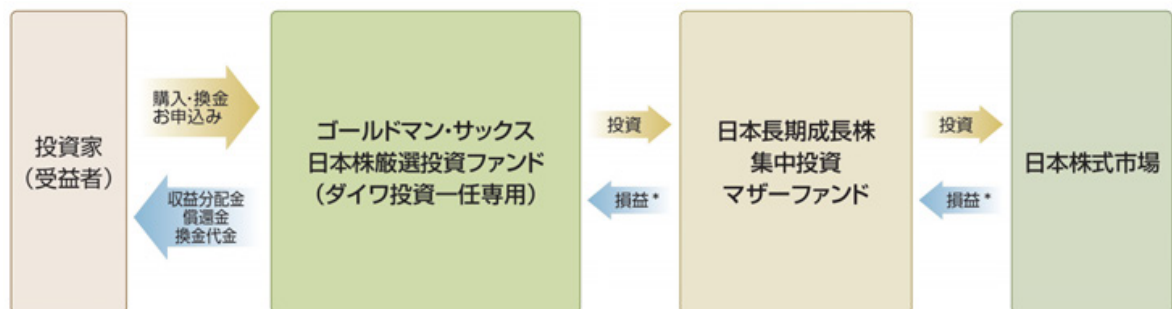 投資家
（受益者）
購入・換金
お申込み
収益分配金
償還金
換金代金
ゴールドマン・サックス
日本株厳選投資ファンド
（ダイワ投資一任専用）
投資
損益*
日本長期成長株
集中投資
マザーファンド
投資
損益*
日本株式市場